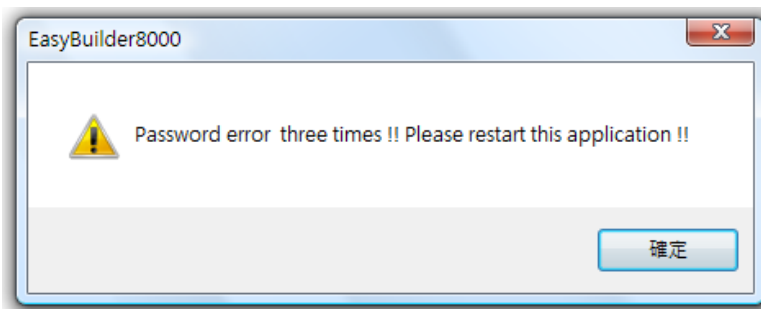 EasyBuilder8000
Password error  three times !! Please restart this application !!
確定